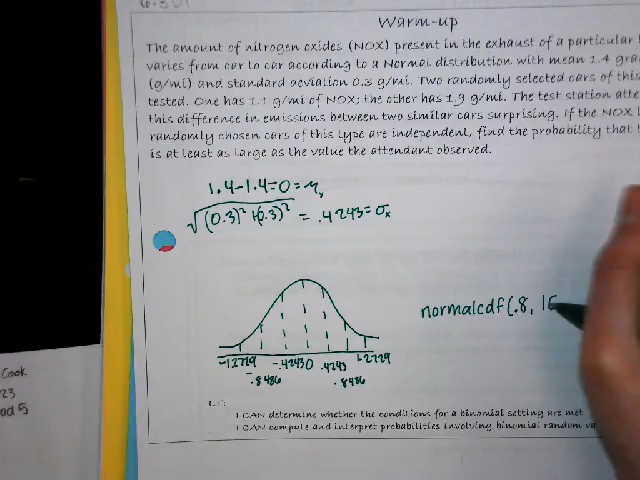 6.3D1
Warm-up
The amount of nitrogen oxides (NOX) present in the exhaust of a particular
varies from car to car according to a Normal distribution with mean 1.4 gra
(g/mi) and standard deviation 0.3 g/mi. Two randomly selected cars of this
tested. One has 1.1 g/mi of NOX; the other has 1.9 g/mi. The test station atte
this difference in emissions between two similar cars surprising. If the NOX
randomly chosen cars of this type are independent, find the probability that
is at least as large as the value the attendant observed.
1.4-1.4=0=
√(0.3)²+(0.3)² = .4243=σx
normalcdf(.8, 1E
-1.2729 -.4243 0 .4243 1.2729
-.8486 .8486
Cook
23
od 5
I CAN determine whether the conditions for a binomial setting are met
I CAN compute and interpret probabilities involving binomial random va